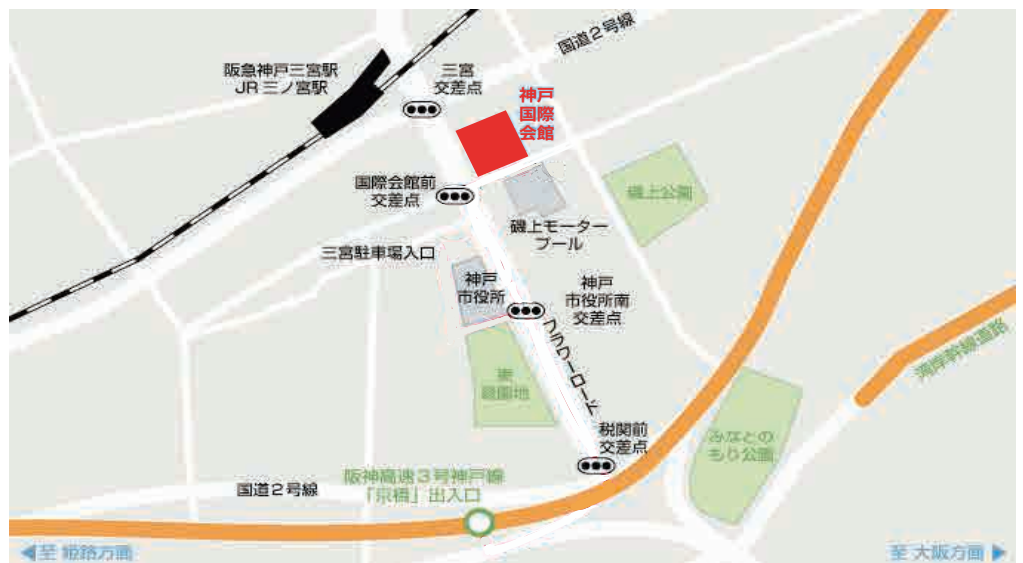 国道2号線
阪急神戸三宮駅
JR 三ノ宮駅
三宮
交差点
神戸
国際
会館
国際会館前
交差点
磯上公園
磯上モーター
プール
三宮駐車場入口
神戸
市役所
神戸
市役所南
交差点
フラワーロード
湾岸幹線道路
東
遊園地
税関前
交差点
みなとの
もり公園
阪神高速3号神戸線
「京橋」出入口
国道2号線
至 姫路方面
至 大阪方面